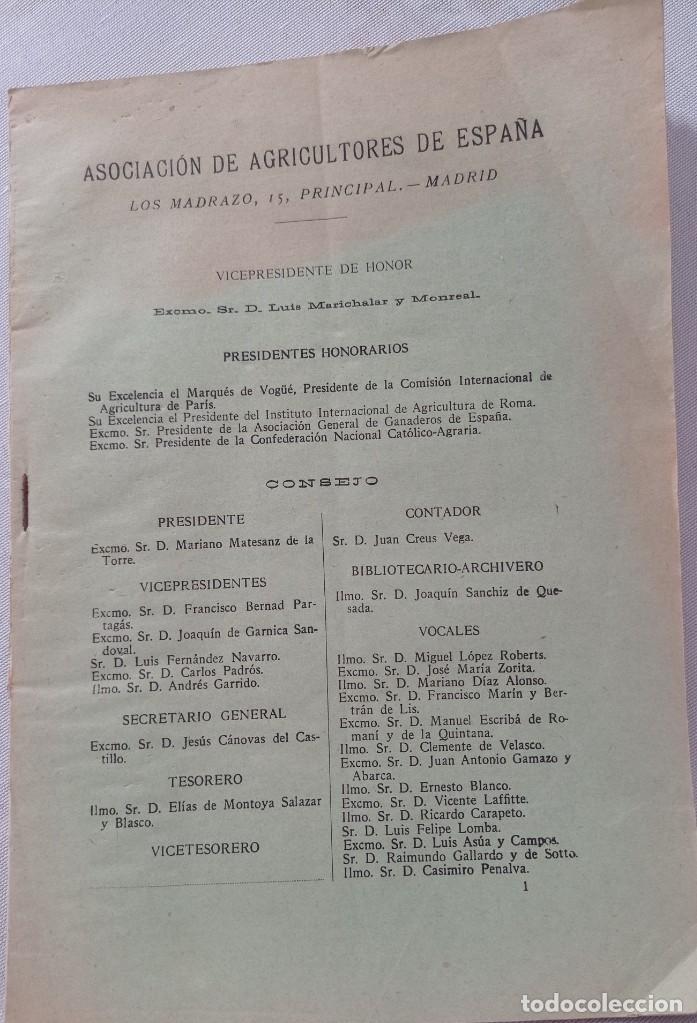 ASOCIACIÓN DE AGRICULTORES DE ESPAÑA
LOS MADRAZO, 15, PRINCIPAL.—MADRID
VICEPRESIDENTE DE HONOR
Excmo. Sr. D. Luis Marichalar y Monreal.
PRESIDENTES HONORARIOS
Su Excelencia el Marqués de Vogüé, Presidente de la Comisión Internacional de
Agricultura de París.
Su Excelencia el Presidente del Instituto Internacional de Agricultura de Roma.
Excmo. Sr. Presidente de la Asociación General de Ganaderos de España.
Excmo. Sr. Presidente de la Confederación Nacional Católico-Agraria.
CONSEJO
PRESIDENTE
Excmo. Sr. D. Mariano Matesanz de la
Torre.
VICEPRESIDENTES
Excmo. Sr. D. Francisco Bernad Par-
tagás.
Excmo. Sr. D. Joaquín de Garnica San-
doval.
Sr. D. Luis Fernández Navarro.
Excmo. Sr. D. Carlos Padrós.
Ilmo. Sr. D. Andrés Garrido.
SECRETARIO GENERAL
Excmo. Sr. D. Jesús Cánovas del Cas-
tillo.
TESORERO
Ilmo. Sr. D. Elías de Montoya Salazar
y Blasco.
VICETESORERO
CONTADOR
Sr. D. Juan Creus Vega.
BIBLIOTECARIO-ARCHIVERO
Ilmo. Sr. D. Joaquín Sanchiz de Que-
sada.
VOCALES
Ilmo. Sr. D. Miguel López Roberts.
Excmo. Sr. D. José María Zorita.
Ilmo. Sr. D. Mariano Díaz Alonso.
Excmo. Sr. D. Francisco Marín y Ber-
trán de Lis.
Excmo. Sr. D. Manuel Escribá de Ro-
maní y de la Quintana.
Ilmo. Sr. D. Clemente de Velasco.
Excmo. Sr. D. Juan Antonio Gamazo y
Abarca.
Ilmo. Sr. D. Ernesto Blanco.
Excmo. Sr. D. Vicente Laffitte.
Ilmo. Sr. D. Ricardo Carapeto.
Sr. D. Luis Felipe Lomba.
Excmo. Sr. D. Luis Asúa y Campos.
Sr. D. Raimundo Gallardo y de Sotto.
Ilmo. Sr. D. Casimiro Penalva.
1
todocoleccion